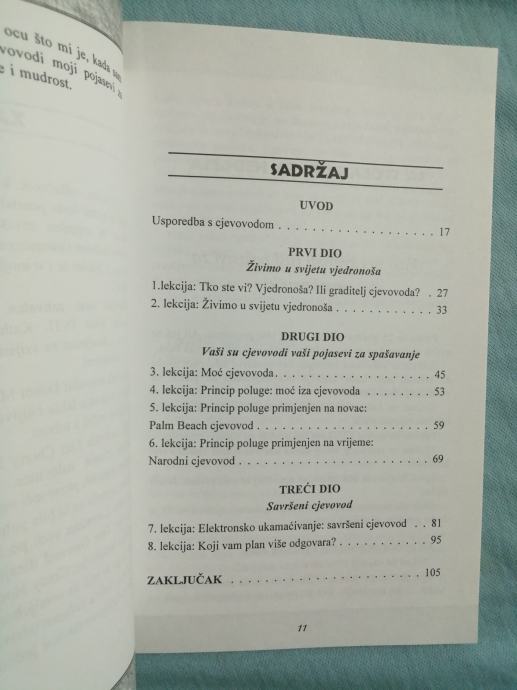 ocu što mi je, kada sam
vovodi moji pojasevi za
e i mudrost.
SADRŽAJ
UVOD
Usporedba s cjevovodom . . . . . . . . . . . . . . . . . . . 17
PRVI DIO
Živimo u svijetu vjedronoša
1.lekcija: Tko ste vi? Vjedronoša? Ili graditelj cjevovoda? . 27
2. lekcija: Živimo u svijetu vjedronoša . . . . . . . . . . . . 33
DRUGI DIO
Vaši su cjevovodi vaši pojasevi za spašavanje
3. lekcija: Moć cjevovoda. . . . . . . . . . . . . . . . . . . 45
4. lekcija: Princip poluge: moć iza cjevovoda . . . . . . . . 53
5. lekcija: Princip poluge primjenjen na novac:
Palm Beach cjevovod . . . . . . . . . . . . . . . . . . . . 59
6. lekcija: Princip poluge primjenjen na vrijeme:
Narodni cjevovod . . . . . . . . . . . . . . . . . . . . . . 69
TREĆI DIO
Savršeni cjevovod
7. lekcija: Elektronsko ukamaćivanje: savršeni cjevovod . . 81
8. lekcija: Koji vam plan više odgovara? . . . . . . . . . . . 95
ZAKLJUČAK . . . . . . . . . . . . . . . . . . . . . . . 105
11